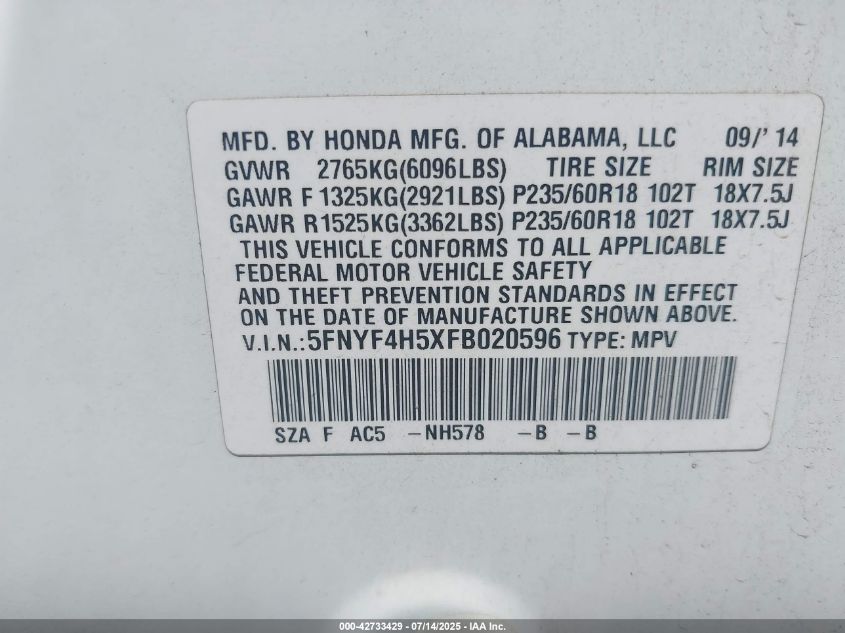 MFD. BY HONDA MFG. OF ALABAMA, LLC 09/' 14
GVWR 2765KG(6096LBS) TIRE SIZE RIM SIZE
GAWR F 1325KG(2921LBS) P235/60R18 102T 18X7.5J
GAWR R1525KG(3362LBS) P235/60R18 102T 18X7.5J
THIS VEHICLE CONFORMS TO ALL APPLICABLE
FEDERAL MOTOR VEHICLE SAFETY
AND THEFT PREVENTION STANDARDS IN EFFECT
ON THE DATE OF MANUFACTURE SHOWN ABOVE.
V.I.N.:5FNYF4H5XFB020596 TYPE: MPV
SZA F AC5 -NH578 -B -B
000-42733429 - 07/14/2025 - IAA Inc.